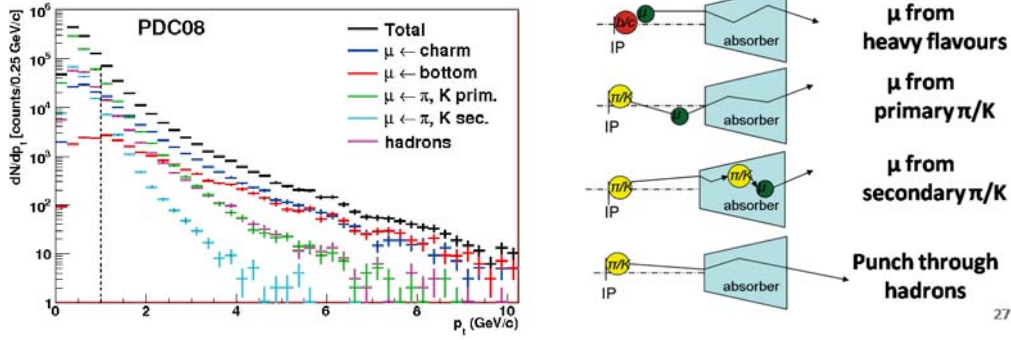 PDC08
Total
μ ← charm
μ ← bottom
μ ← π, K prim.
μ ← π, K sec.
hadrons
dN/dp_t [counts/0.25 GeV/c]
10^6
10^5
10^4
10^3
10^2
10
1
0 2 4 6 8 10
p_t (GeV/c)
b/c μ
IP
absorber
μ from
heavy flavours
π/K
μ
IP
absorber
μ from
primary π/K
π/K
π/K
μ
IP
absorber
μ from
secondary π/K
π/K
IP
absorber
Punch through
hadrons
27